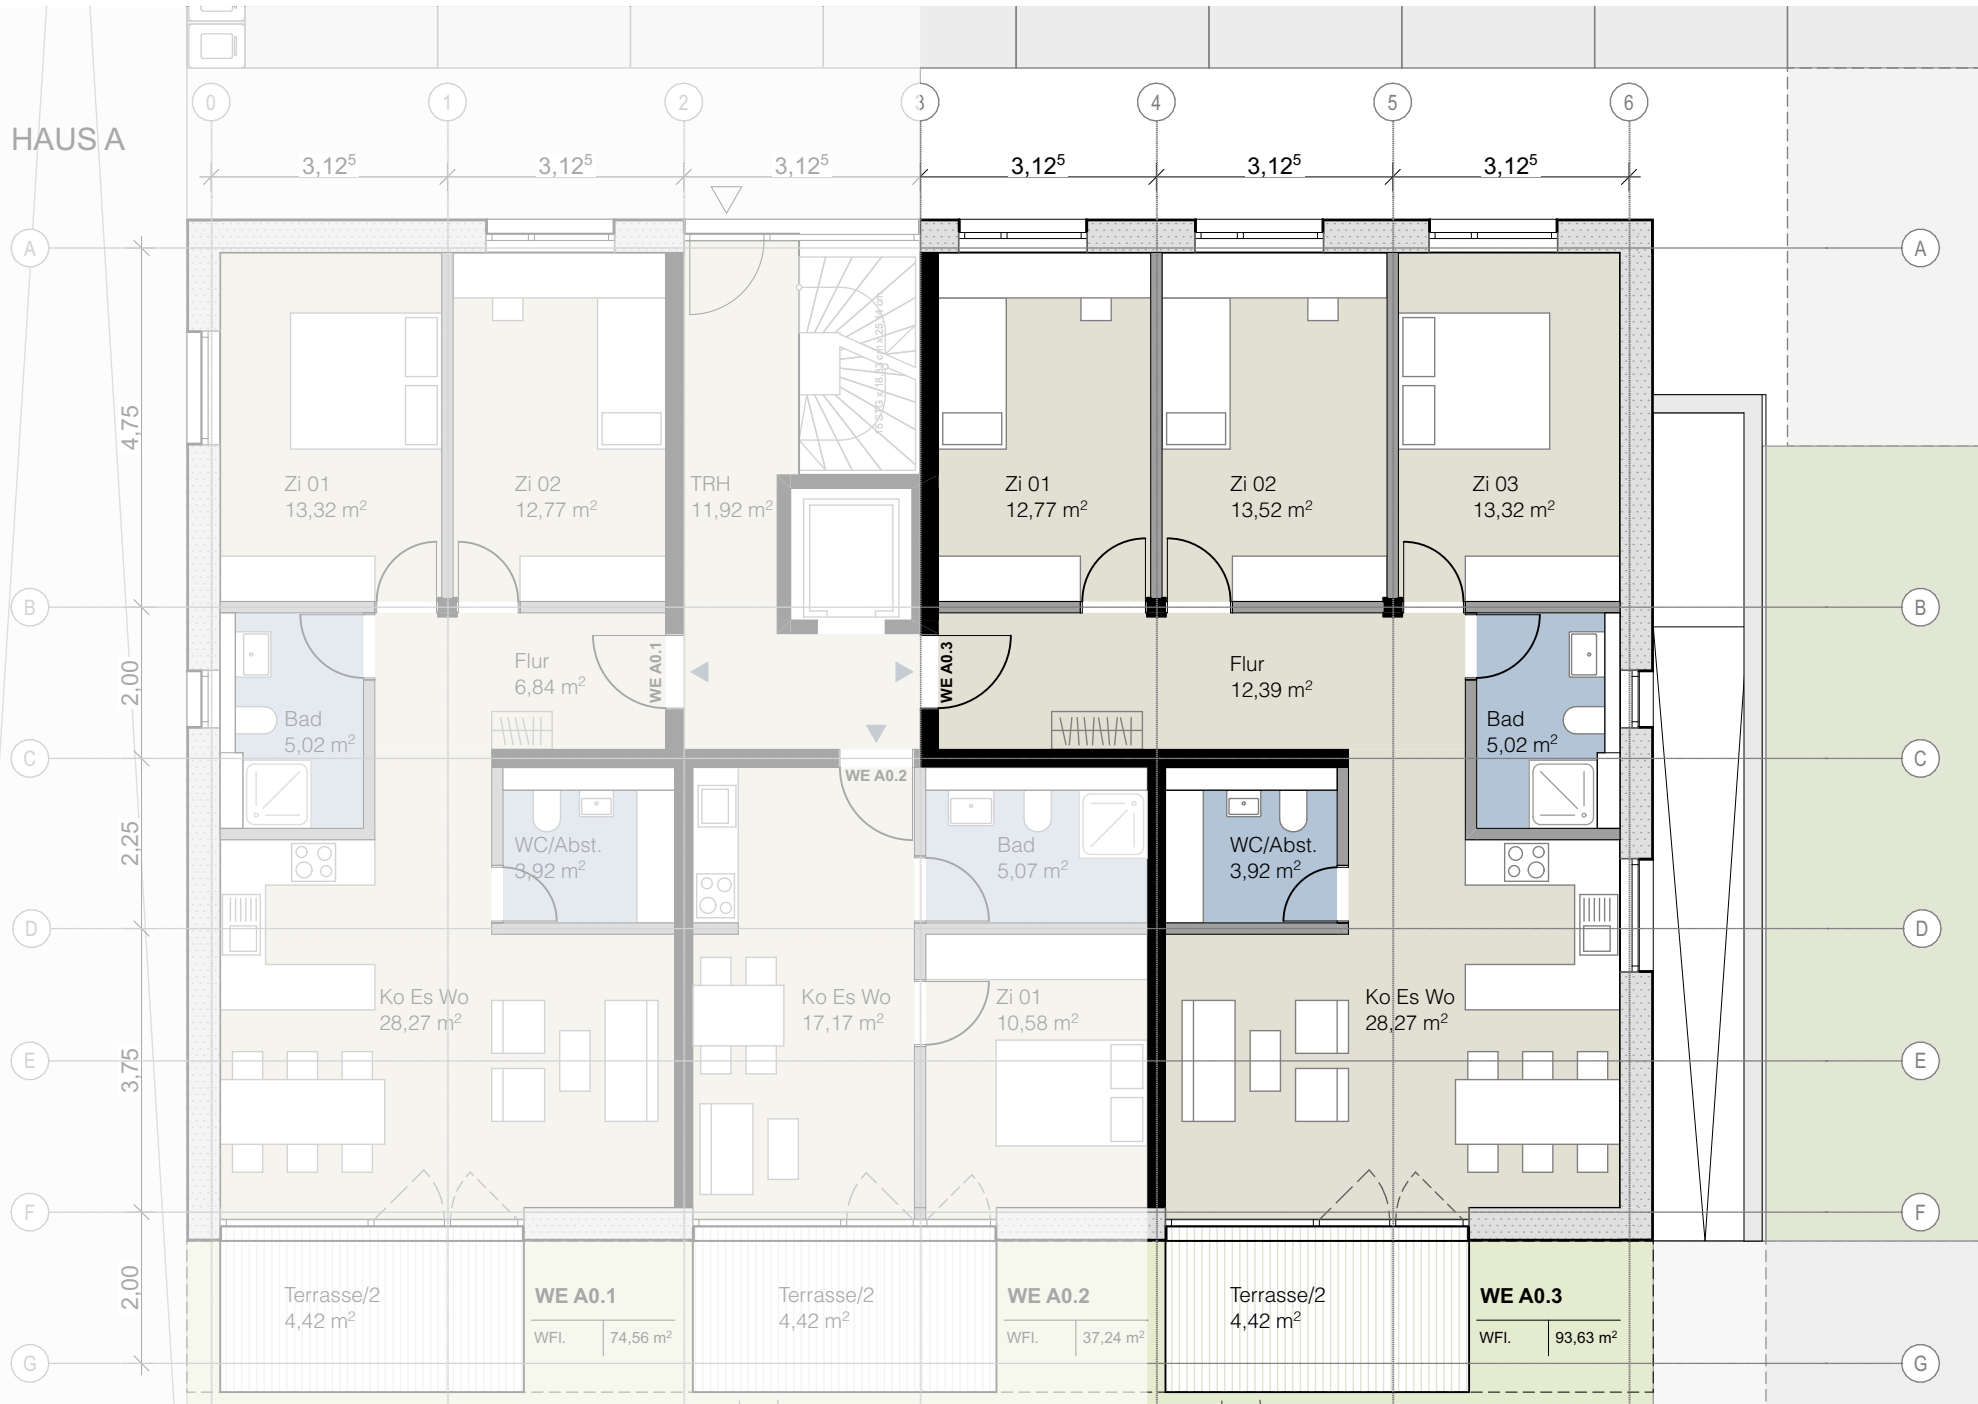 0 1 2 3 4 5 6
HAUS A
3,12⁵ 3,12⁵ 3,12⁵ 3,12⁵ 3,12⁵ 3,12⁵
A A
4,75
15 STG x 18,33 cm x 25,14 cm
Zi 01 Zi 02 TRH Zi 01 Zi 02 Zi 03
13,32 m² 12,77 m² 11,92 m² 12,77 m² 13,52 m² 13,32 m²
B B
2,00
Flur WE A0.1 WE A0.3 Flur
6,84 m² 12,39 m²
Bad Bad
5,02 m² 5,02 m²
C C
WE A0.2
2,25
WC/Abst. Bad WC/Abst.
3,92 m² 5,07 m² 3,92 m²
D D
Ko Es Wo Ko Es Wo Zi 01 Ko Es Wo
28,27 m² 17,17 m² 10,58 m² 28,27 m²
E E
3,75
F F
2,00
Terrasse/2 WE A0.1 Terrasse/2 WE A0.2 Terrasse/2 WE A0.3
4,42 m² 4,42 m² 4,42 m²
WFl. 74,56 m² WFl. 37,24 m² WFl. 93,63 m²
G G